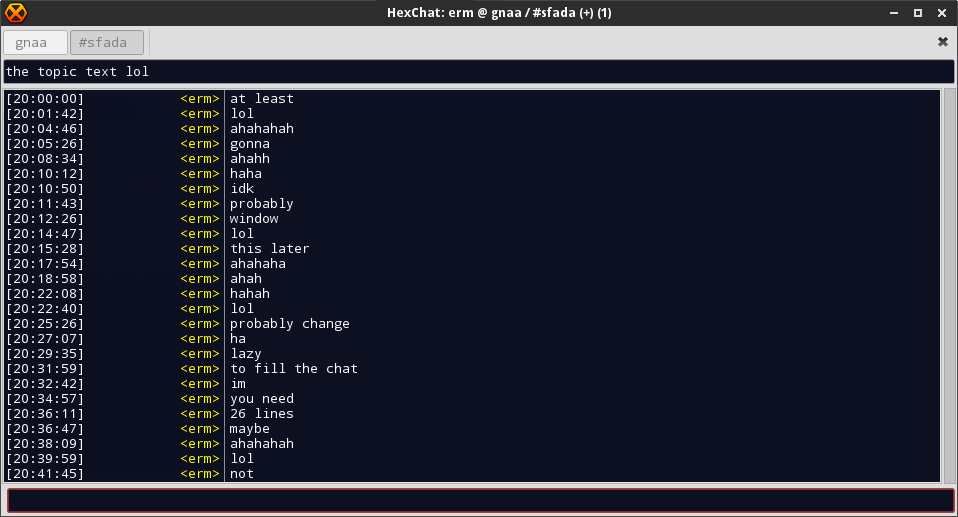 HexChat: erm @ gnaa / #sfada (+) (1)
gnaa #sfada
the topic text lol
[20:00:00] <erm> at least
[20:01:42] <erm> lol
[20:04:46] <erm> ahahahah
[20:05:26] <erm> gonna
[20:08:34] <erm> ahahh
[20:10:12] <erm> haha
[20:10:50] <erm> idk
[20:11:43] <erm> probably
[20:12:26] <erm> window
[20:14:47] <erm> lol
[20:15:28] <erm> this later
[20:17:54] <erm> ahahaha
[20:18:58] <erm> ahah
[20:22:08] <erm> hahah
[20:22:40] <erm> lol
[20:25:26] <erm> probably change
[20:27:07] <erm> ha
[20:29:35] <erm> lazy
[20:31:59] <erm> to fill the chat
[20:32:42] <erm> im
[20:34:57] <erm> you need
[20:36:11] <erm> 26 lines
[20:36:47] <erm> maybe
[20:38:09] <erm> ahahahah
[20:39:59] <erm> lol
[20:41:45] <erm> not